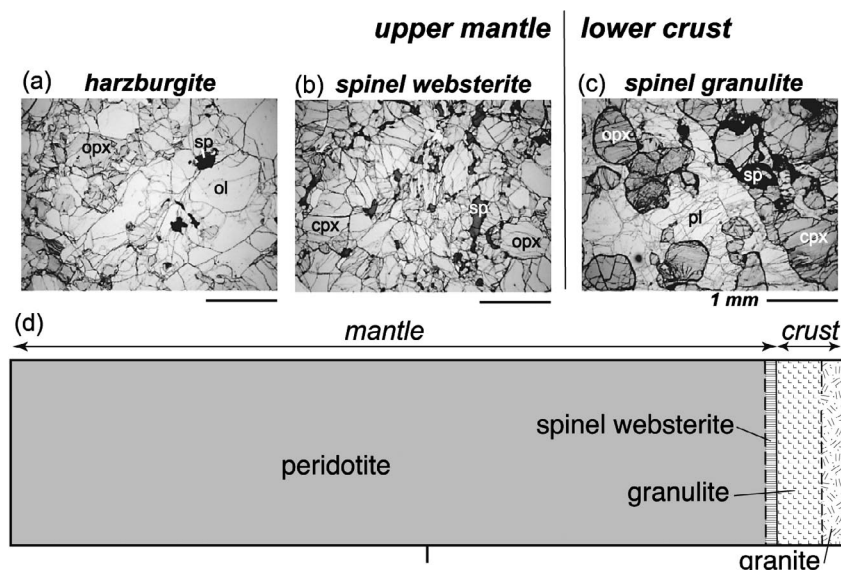 upper mantle lower crust
(a) harzburgite
(b) spinel websterite
(c) spinel granulite
opx
sp
ol
cpx
sp
opx
opx
sp
pl
cpx
1 mm
(d)
mantle
crust
peridotite
spinel websterite
granulite
granite